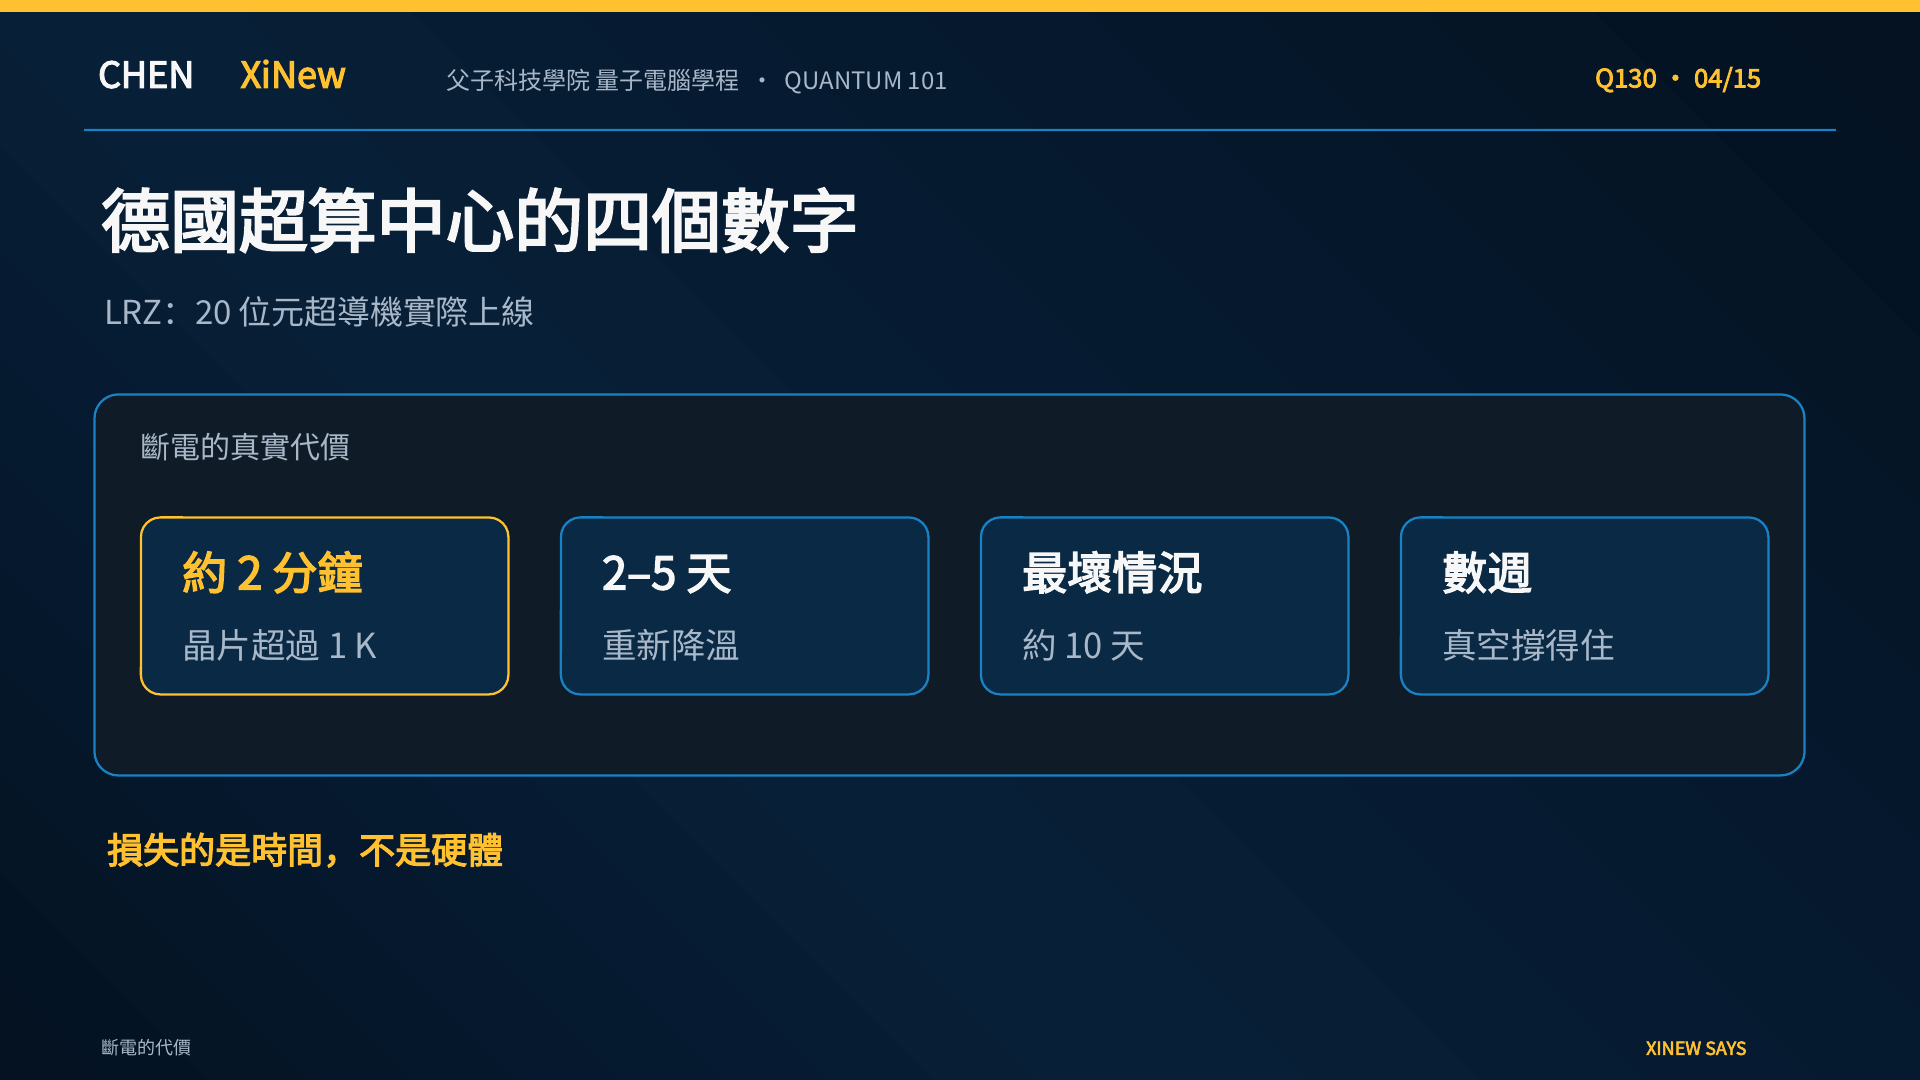 CHEN XiNew 父子科技學院 量子電腦學程 · QUANTUM 101 Q130 · 04/15
德國超算中心的四個數字
LRZ：20 位元超導機實際上線
斷電的真實代價
約 2 分鐘
晶片超過 1 K
2–5 天
重新降溫
最壞情況
約 10 天
數週
真空撐得住
損失的是時間，不是硬體
斷電的代價
XINEW SAYS